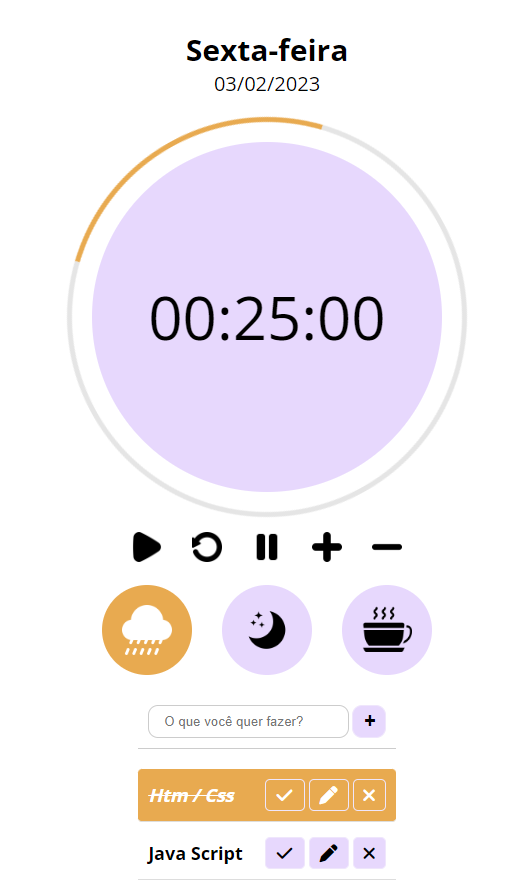 Sexta-feira
03/02/2023
00:25:00
O que você quer fazer?
+
Htm / Css
Java Script